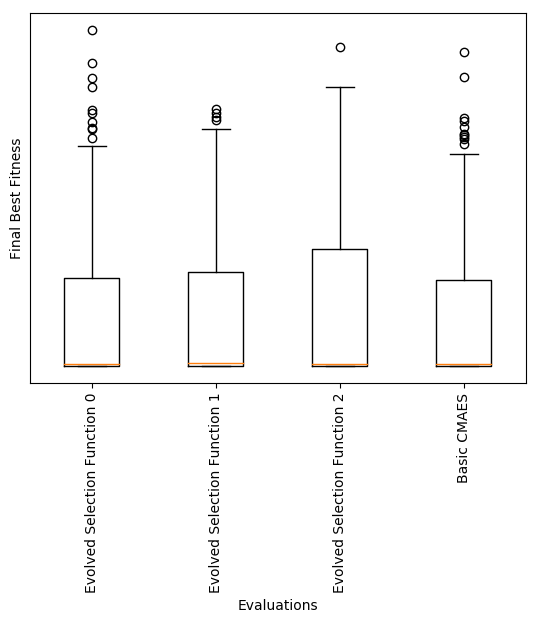 Final Best Fitness
Evolved Selection Function 0
Evolved Selection Function 1
Evolved Selection Function 2
Basic CMAES
Evaluations